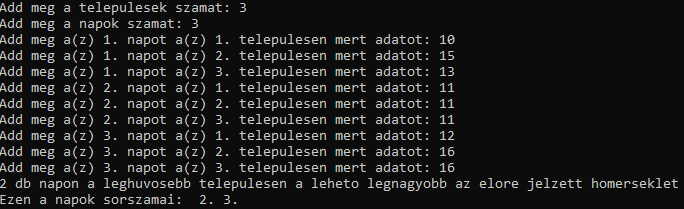 Add meg a telepulesek szamat: 3
Add meg a napok szamat: 3
Add meg a(z) 1. napot a(z) 1. telepulesen mert adatot: 10
Add meg a(z) 1. napot a(z) 2. telepulesen mert adatot: 15
Add meg a(z) 1. napot a(z) 3. telepulesen mert adatot: 13
Add meg a(z) 2. napot a(z) 1. telepulesen mert adatot: 11
Add meg a(z) 2. napot a(z) 2. telepulesen mert adatot: 11
Add meg a(z) 2. napot a(z) 3. telepulesen mert adatot: 11
Add meg a(z) 3. napot a(z) 1. telepulesen mert adatot: 12
Add meg a(z) 3. napot a(z) 2. telepulesen mert adatot: 16
Add meg a(z) 3. napot a(z) 3. telepulesen mert adatot: 16
2 db napon a leghuvosebb telepulesen a leheto legnagyobb az elore jelzett homerseklet
Ezen a napok sorszamai:  2. 3.